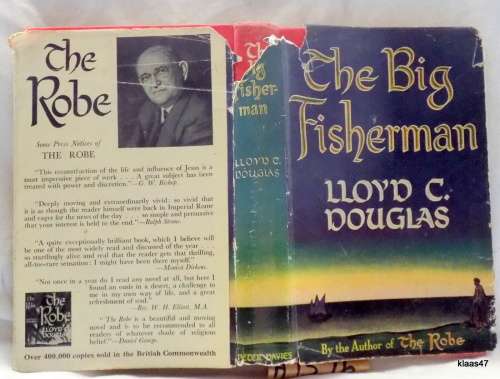 The
Robe
Some Press Notices of
THE ROBE
"This reconstruction of the life and influence of Jesus is a
most impressive piece of work . . . A great subject has been
treated with power and discretion."—G. W. Bishop.
"Deeply moving and extraordinarily vivid: so vivid that
it is as though the reader himself were back in Imperial Rome
and eager for the news of the day . . . so simple and persuasive
that your interest is held to the end."—Ralph Straus.
"A quite exceptionally brilliant book, which I believe will
be one of the most widely read and discussed of the year . . .
so startlingly alive and real that the reader gets that thrilling,
all-too-rare sensation: I might have been there myself."
—Monica Dickens.
"Not once in a year do I read any novel at all, but here I
found an oasis in a desert, a challenge to
me in my own way of life, and a great
refreshment of soul."
—Rev. W. H. Elliott, M.A.
"The Robe is a beautiful and moving
novel and is to be recommended to all
readers of whatever shade of religious
belief."—Daniel George.
The
Robe
LLOYD C.
Over 400,000 copies sold in the British Commonwealth
The
Big
Fisher-
man
LLOYD C.
DOUGLAS
PETER DAVIES
The Big
Fisherman
LLOYD C.
DOUGLAS
By the Author of The Robe
klaas47